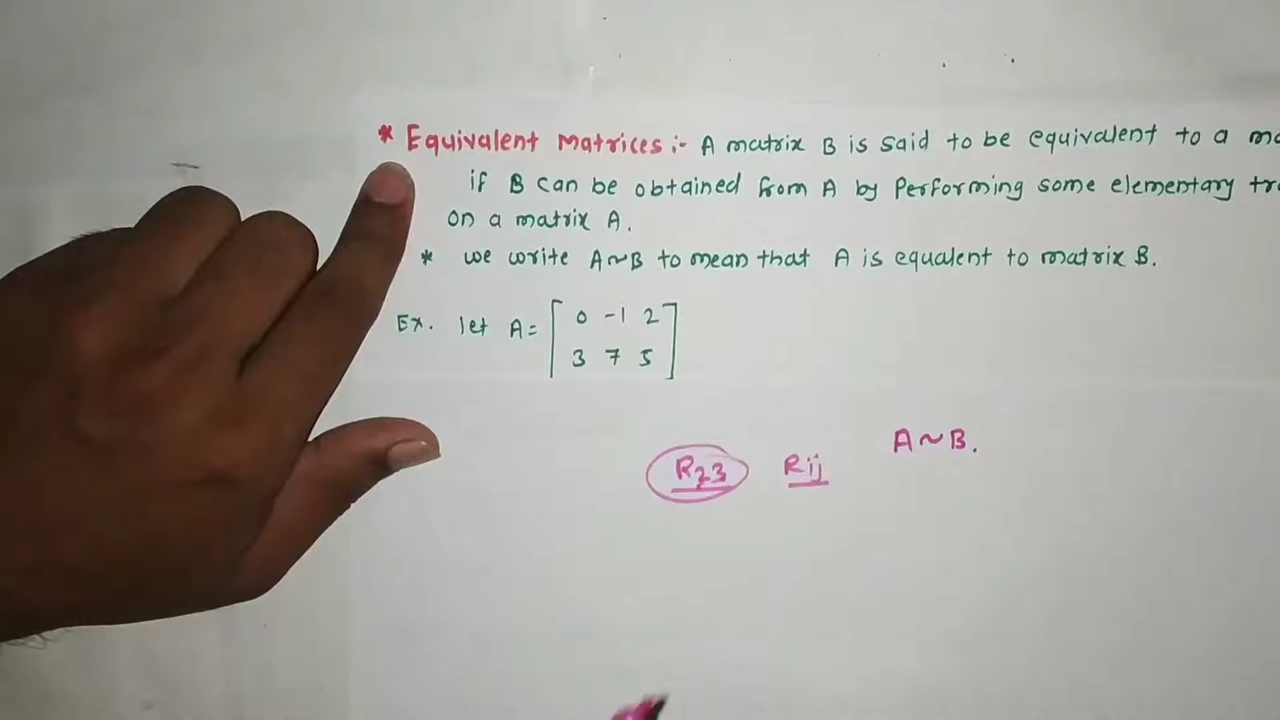 * Equivalent Matrices :- A matrix B is said to be equivalent to a
if B can be obtained from A by Performing some elementary
on a matrix A.
* we write A~B to mean that A is equalent to matrix B.
Ex. let A = [ 0 -1 2
3 7 5 ]
A~B.
R23 Rij